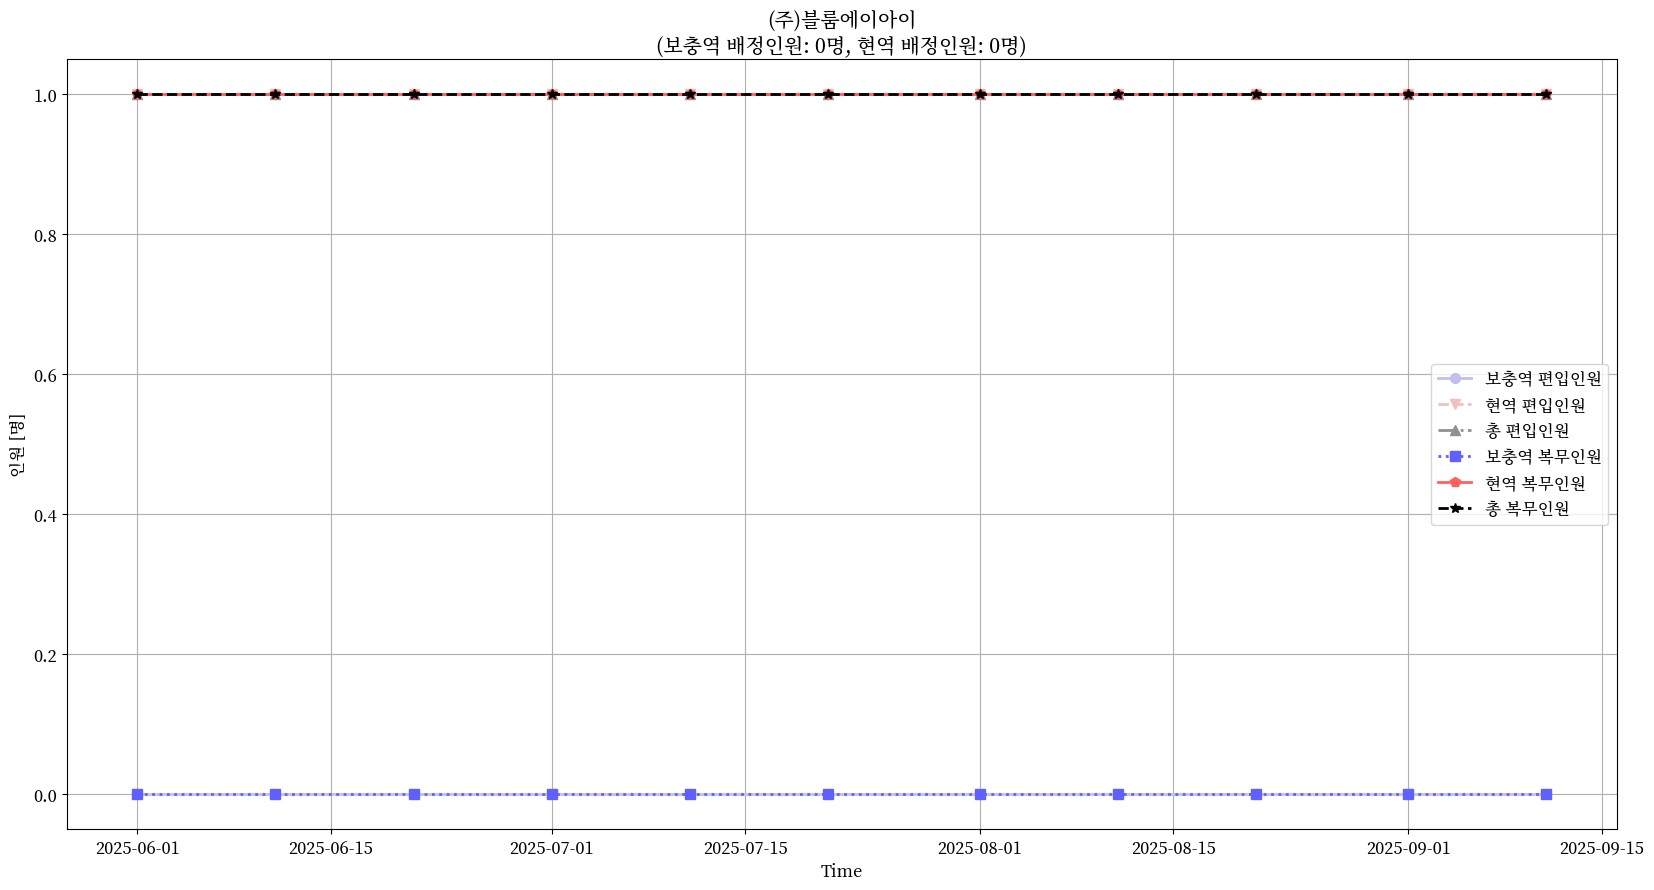 (주)블룸에이아이
(보충역 배정인원: 0명, 현역 배정인원: 0명)
1.0
0.8
0.6
0.4
0.2
0.0
인원 [명]
보충역 편입인원
현역 편입인원
총 편입인원
보충역 복무인원
현역 복무인원
총 복무인원
2025-06-01 2025-06-15 2025-07-01 2025-07-15 2025-08-01 2025-08-15 2025-09-01 2025-09-15
Time